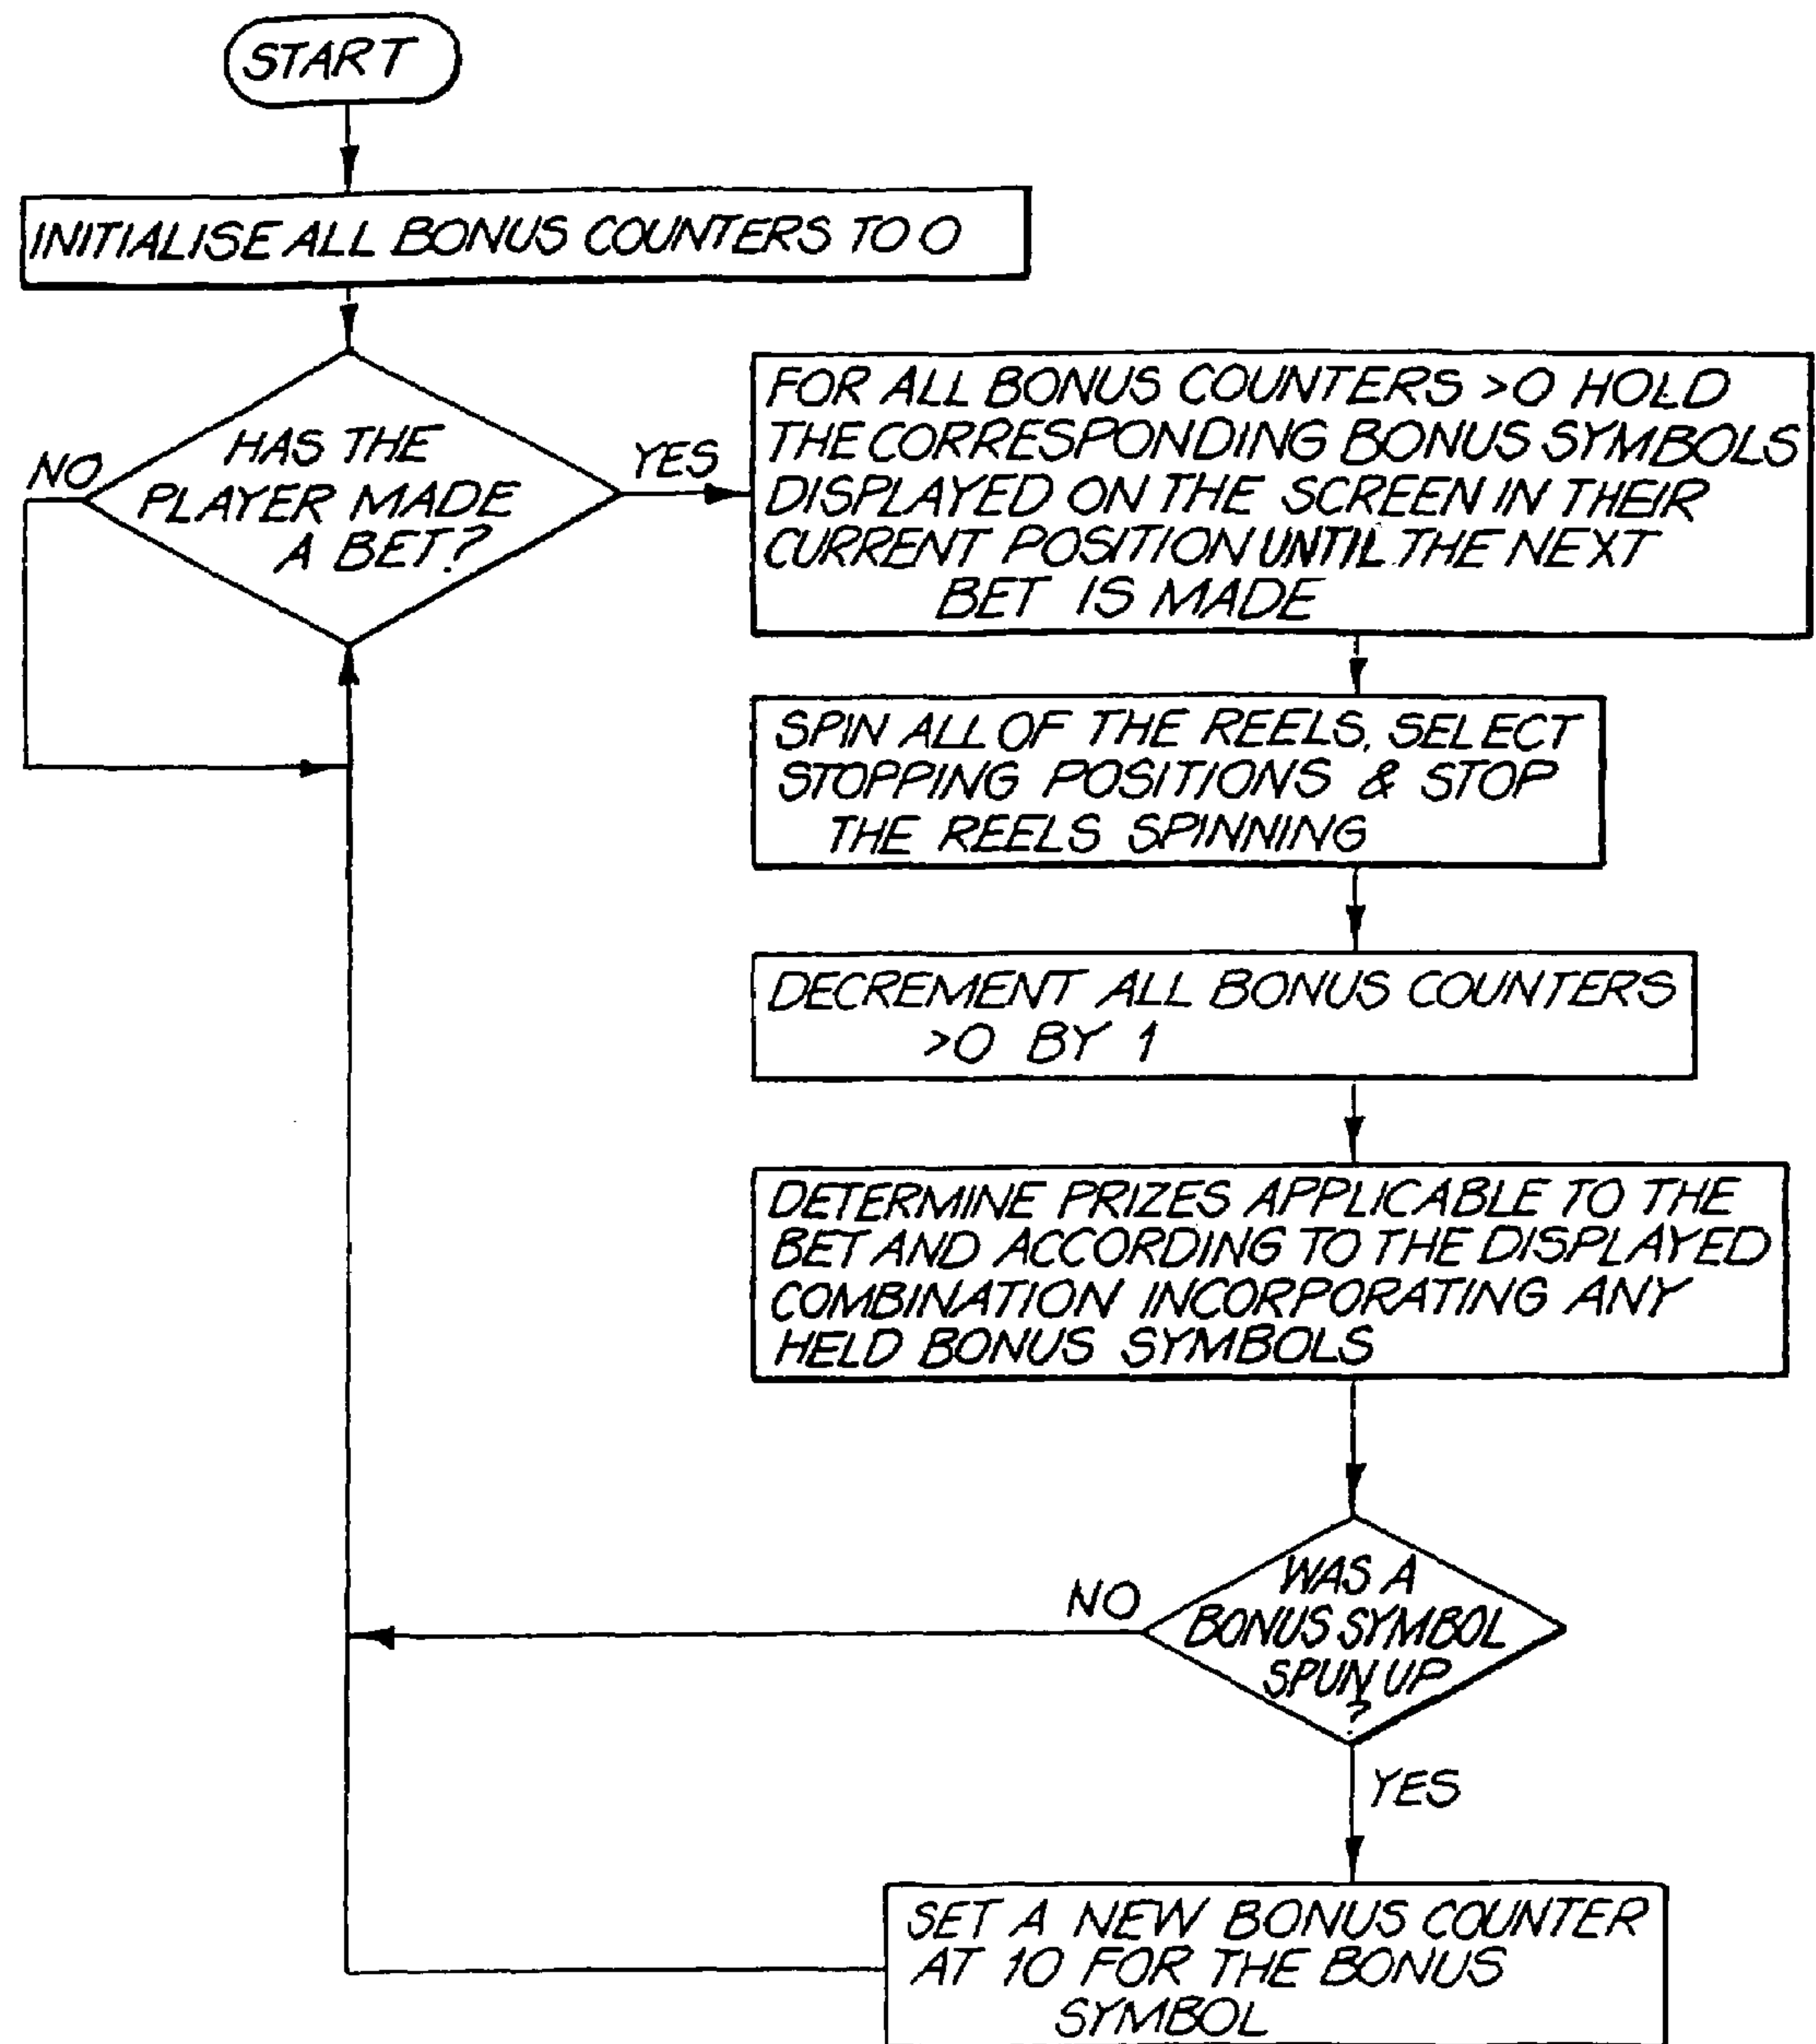 START
INITIALISE ALL BONUS COUNTERS TO 0
HAS THE
PLAYER MADE
A BET?
NO
YES
FOR ALL BONUS COUNTERS >0 HOLD
THE CORRESPONDING BONUS SYMBOLS
DISPLAYED ON THE SCREEN IN THEIR
CURRENT POSITION UNTIL THE NEXT
BET IS MADE
SPIN ALL OF THE REELS, SELECT
STOPPING POSITIONS & STOP
THE REELS SPINNING
DECREMENT ALL BONUS COUNTERS
>0 BY 1
DETERMINE PRIZES APPLICABLE TO THE
BET AND ACCORDING TO THE DISPLAYED
COMBINATION INCORPORATING ANY
HELD BONUS SYMBOLS
WAS A
BONUS SYMBOL
SPUN UP
?
NO
YES
SET A NEW BONUS COUNTER
AT 10 FOR THE BONUS
SYMBOL